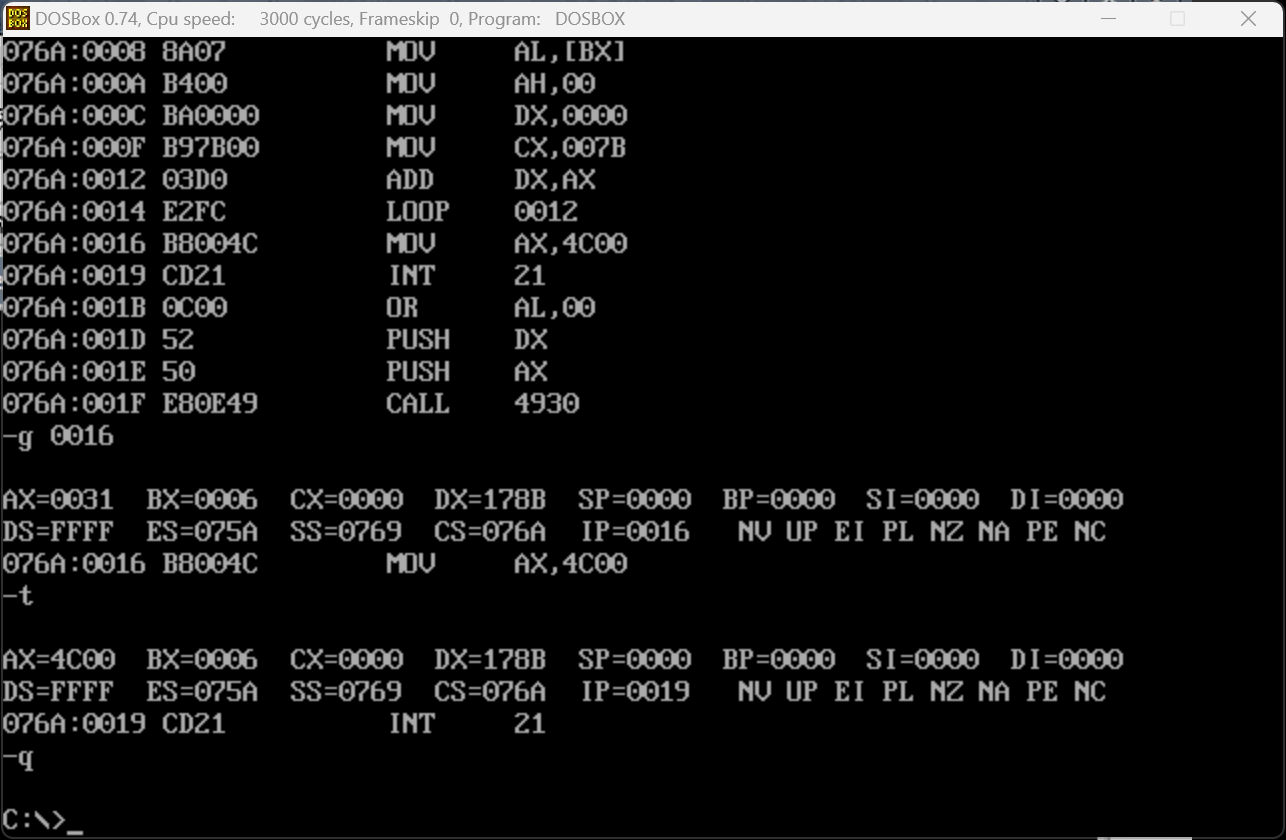 DOS BOX DOSBox 0.74, Cpu speed: 3000 cycles, Frameskip 0, Program: DOSBOX
076A:0008 8A07 MOV AL,[BX]
076A:000A B400 MOV AH,00
076A:000C BA0000 MOV DX,0000
076A:000F B97B00 MOV CX,007B
076A:0012 03D0 ADD DX,AX
076A:0014 E2FC LOOP 0012
076A:0016 B8004C MOV AX,4C00
076A:0019 CD21 INT 21
076A:001B 0C00 OR AL,00
076A:001D 52 PUSH DX
076A:001E 50 PUSH AX
076A:001F E80E49 CALL 4930
-g 0016
AX=0031 BX=0006 CX=0000 DX=178B SP=0000 BP=0000 SI=0000 DI=0000
DS=FFFF ES=075A SS=0769 CS=076A IP=0016 NV UP EI PL NZ NA PE NC
076A:0016 B8004C MOV AX,4C00
-t
AX=4C00 BX=0006 CX=0000 DX=178B SP=0000 BP=0000 SI=0000 DI=0000
DS=FFFF ES=075A SS=0769 CS=076A IP=0019 NV UP EI PL NZ NA PE NC
076A:0019 CD21 INT 21
-q
C:\>_